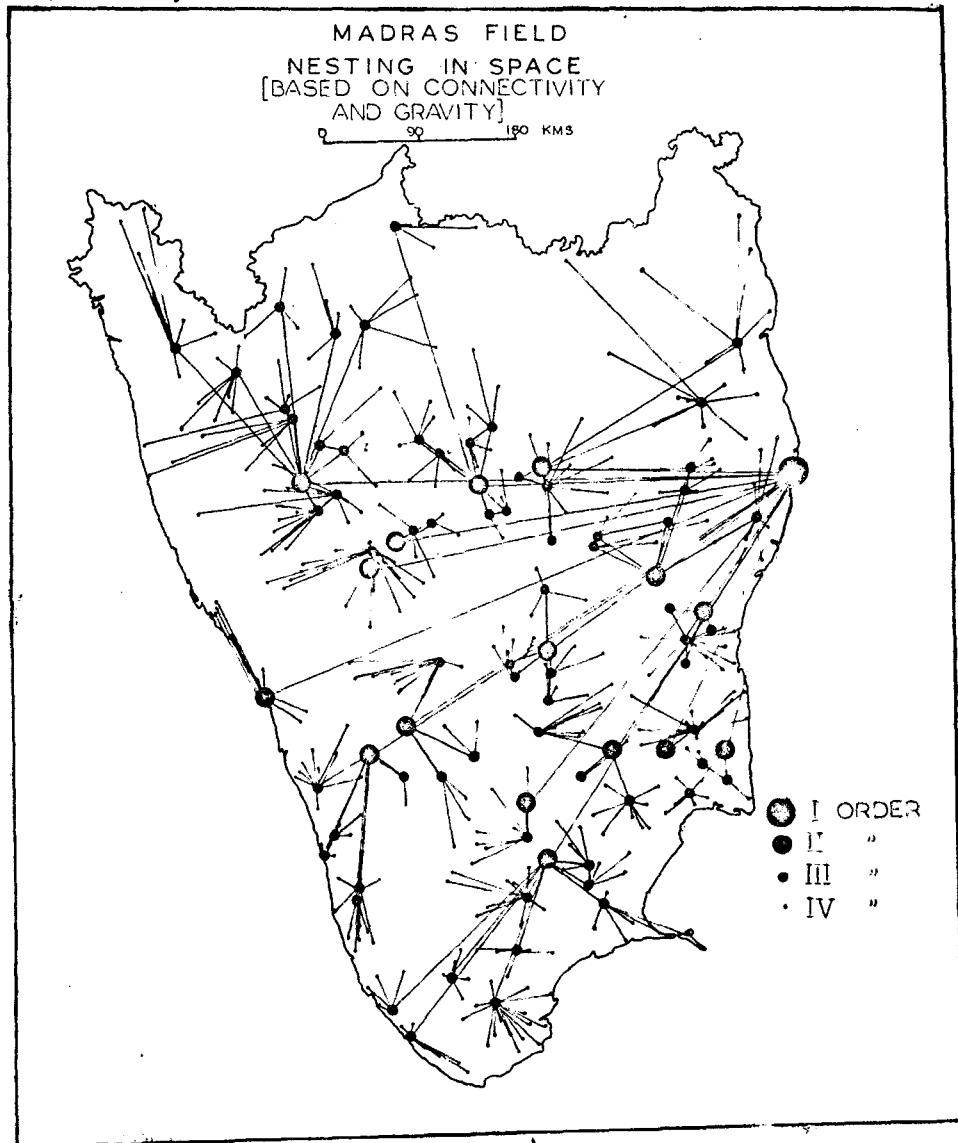 MADRAS FIELD
NESTING IN SPACE
[BASED ON CONNECTIVITY
AND GRAVITY]
0 90 180 KMS
I ORDER
II "
III "
IV "